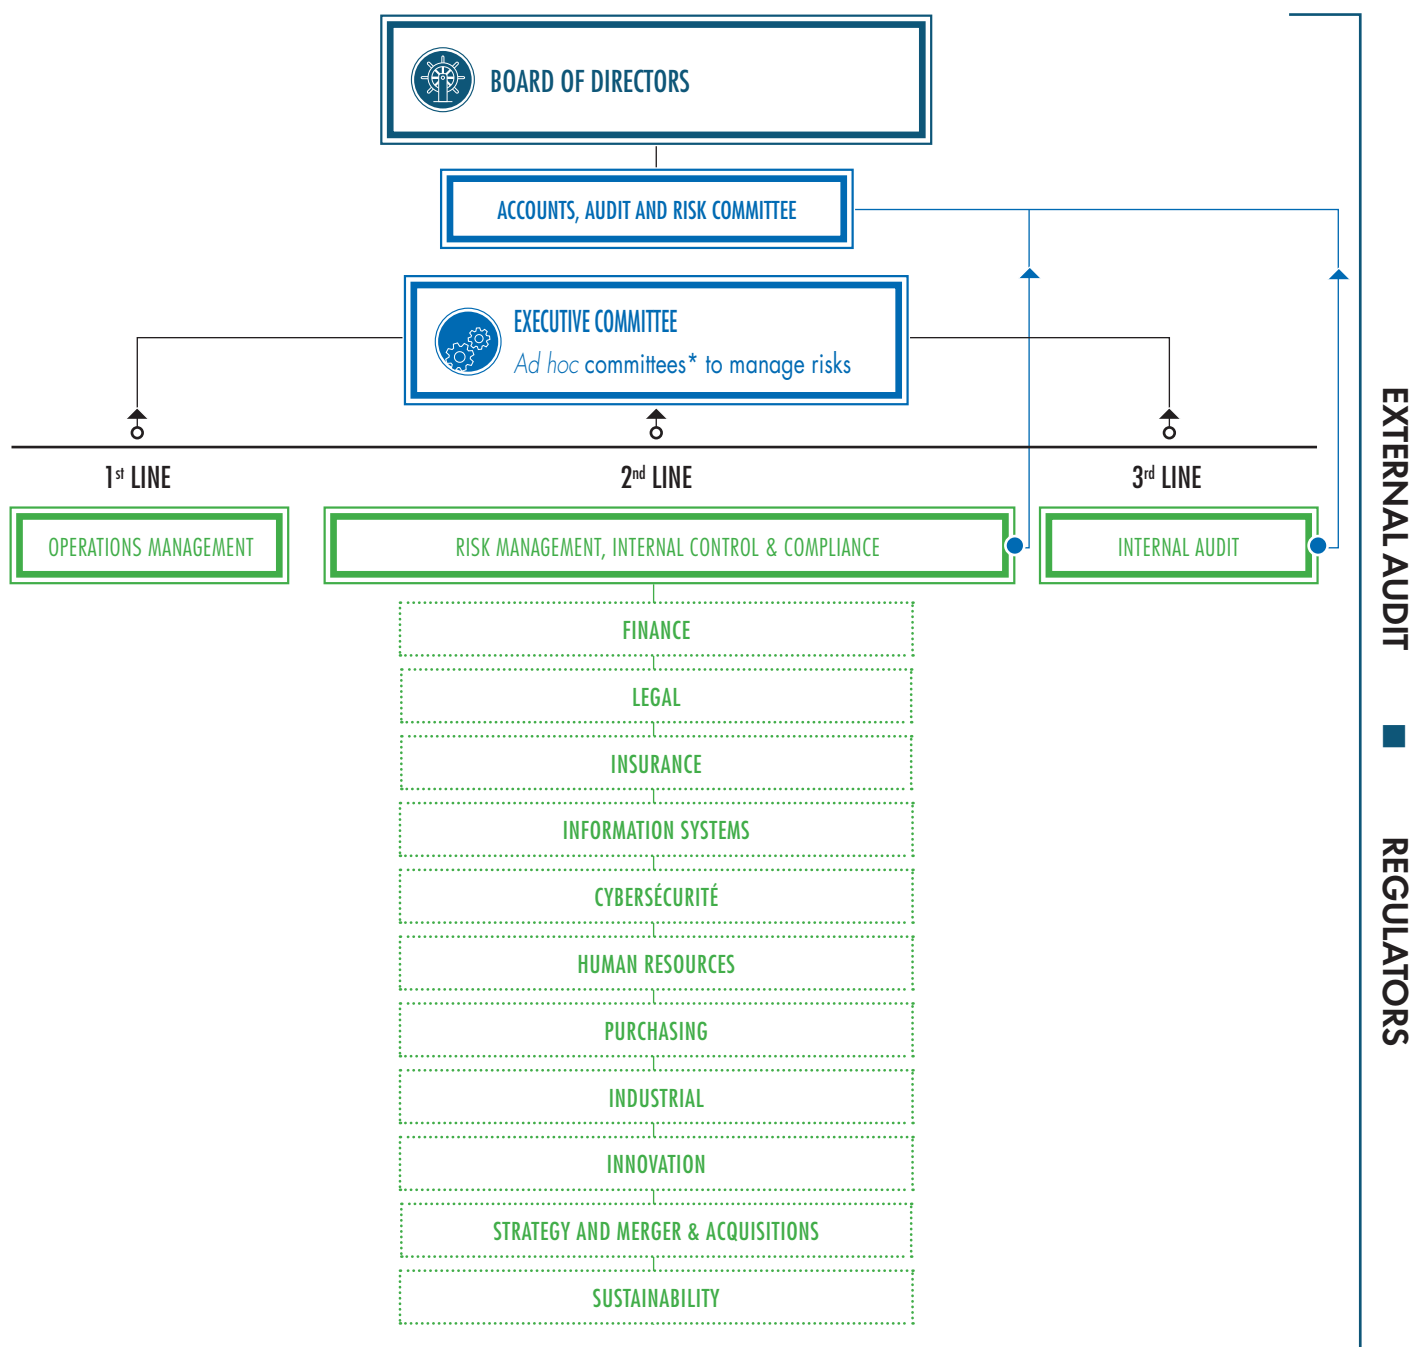 BOARD OF DIRECTORS
ACCOUNTS, AUDIT AND RISK COMMITTEE
EXECUTIVE COMMITTEE
Ad hoc committees* to manage risks
1st LINE
2nd LINE
3rd LINE
OPERATIONS MANAGEMENT
RISK MANAGEMENT, INTERNAL CONTROL & COMPLIANCE
INTERNAL AUDIT
FINANCE
LEGAL
INSURANCE
INFORMATION SYSTEMS
CYBERSÉCURITÉ
HUMAN RESOURCES
PURCHASING
INDUSTRIAL
INNOVATION
STRATEGY AND MERGER & ACQUISITIONS
SUSTAINABILITY
EXTERNAL AUDIT ■ REGULATORS